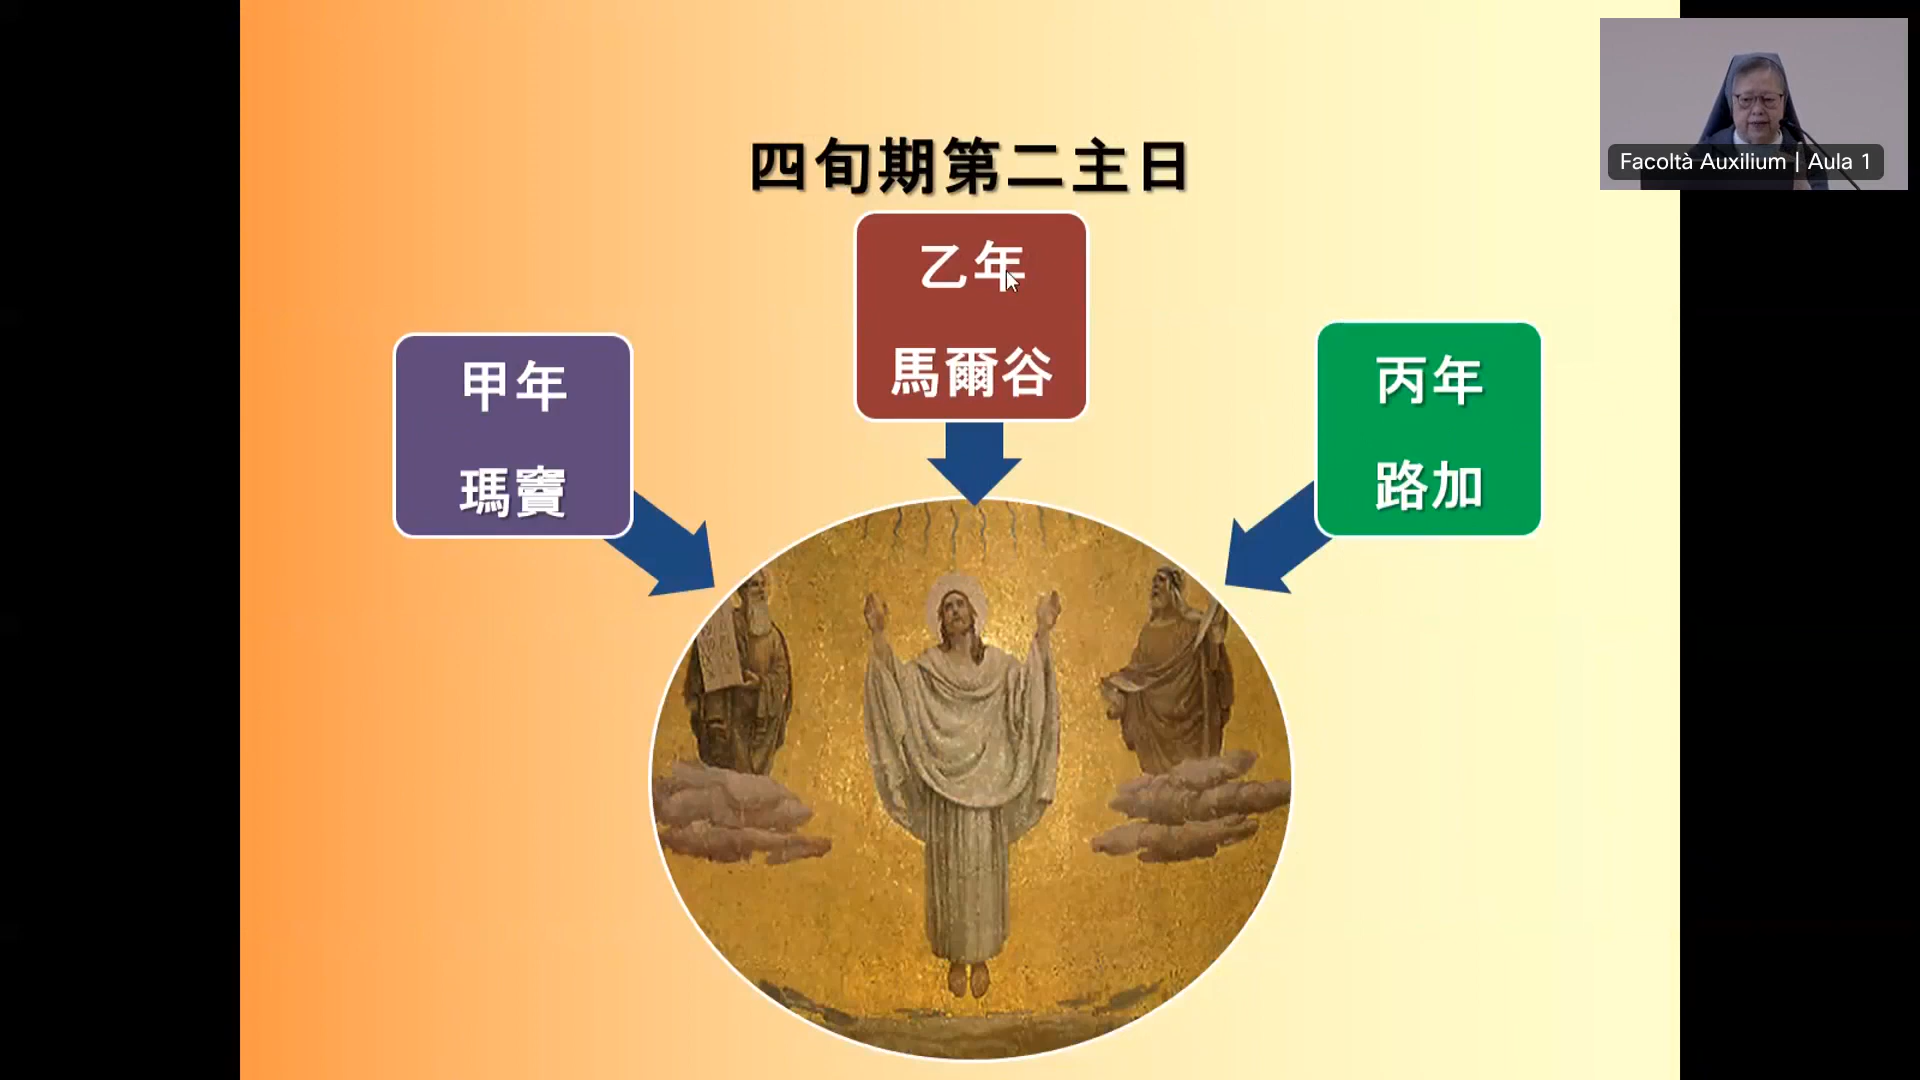 四旬期第二主日
甲年
瑪竇
乙年
馬爾谷
丙年
路加
Facoltà Auxilium | Aula 1